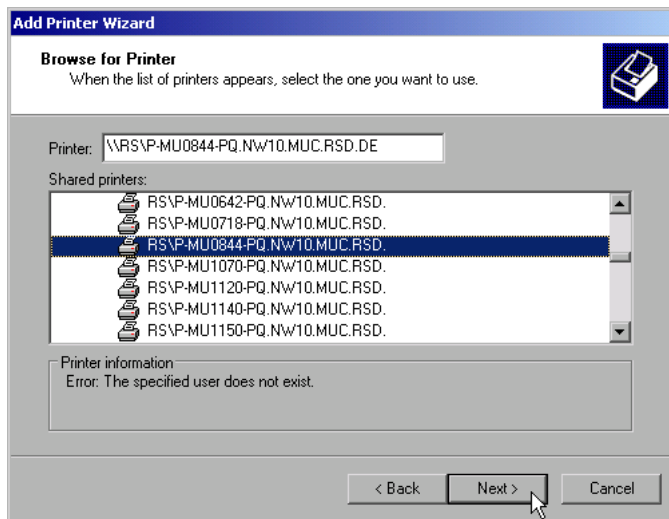 Add Printer Wizard
Browse for Printer
When the list of printers appears, select the one you want to use.
Printer: \\RS\P-MU0844-PQ.NW10.MUC.RSD.DE
Shared printers:
RS\P-MU0642-PQ.NW10.MUC.RSD.
RS\P-MU0718-PQ.NW10.MUC.RSD.
RS\P-MU0844-PQ.NW10.MUC.RSD.
RS\P-MU1070-PQ.NW10.MUC.RSD.
RS\P-MU1120-PQ.NW10.MUC.RSD.
RS\P-MU1140-PQ.NW10.MUC.RSD.
RS\P-MU1150-PQ.NW10.MUC.RSD.
Printer information
Error: The specified user does not exist.
< Back Next > Cancel